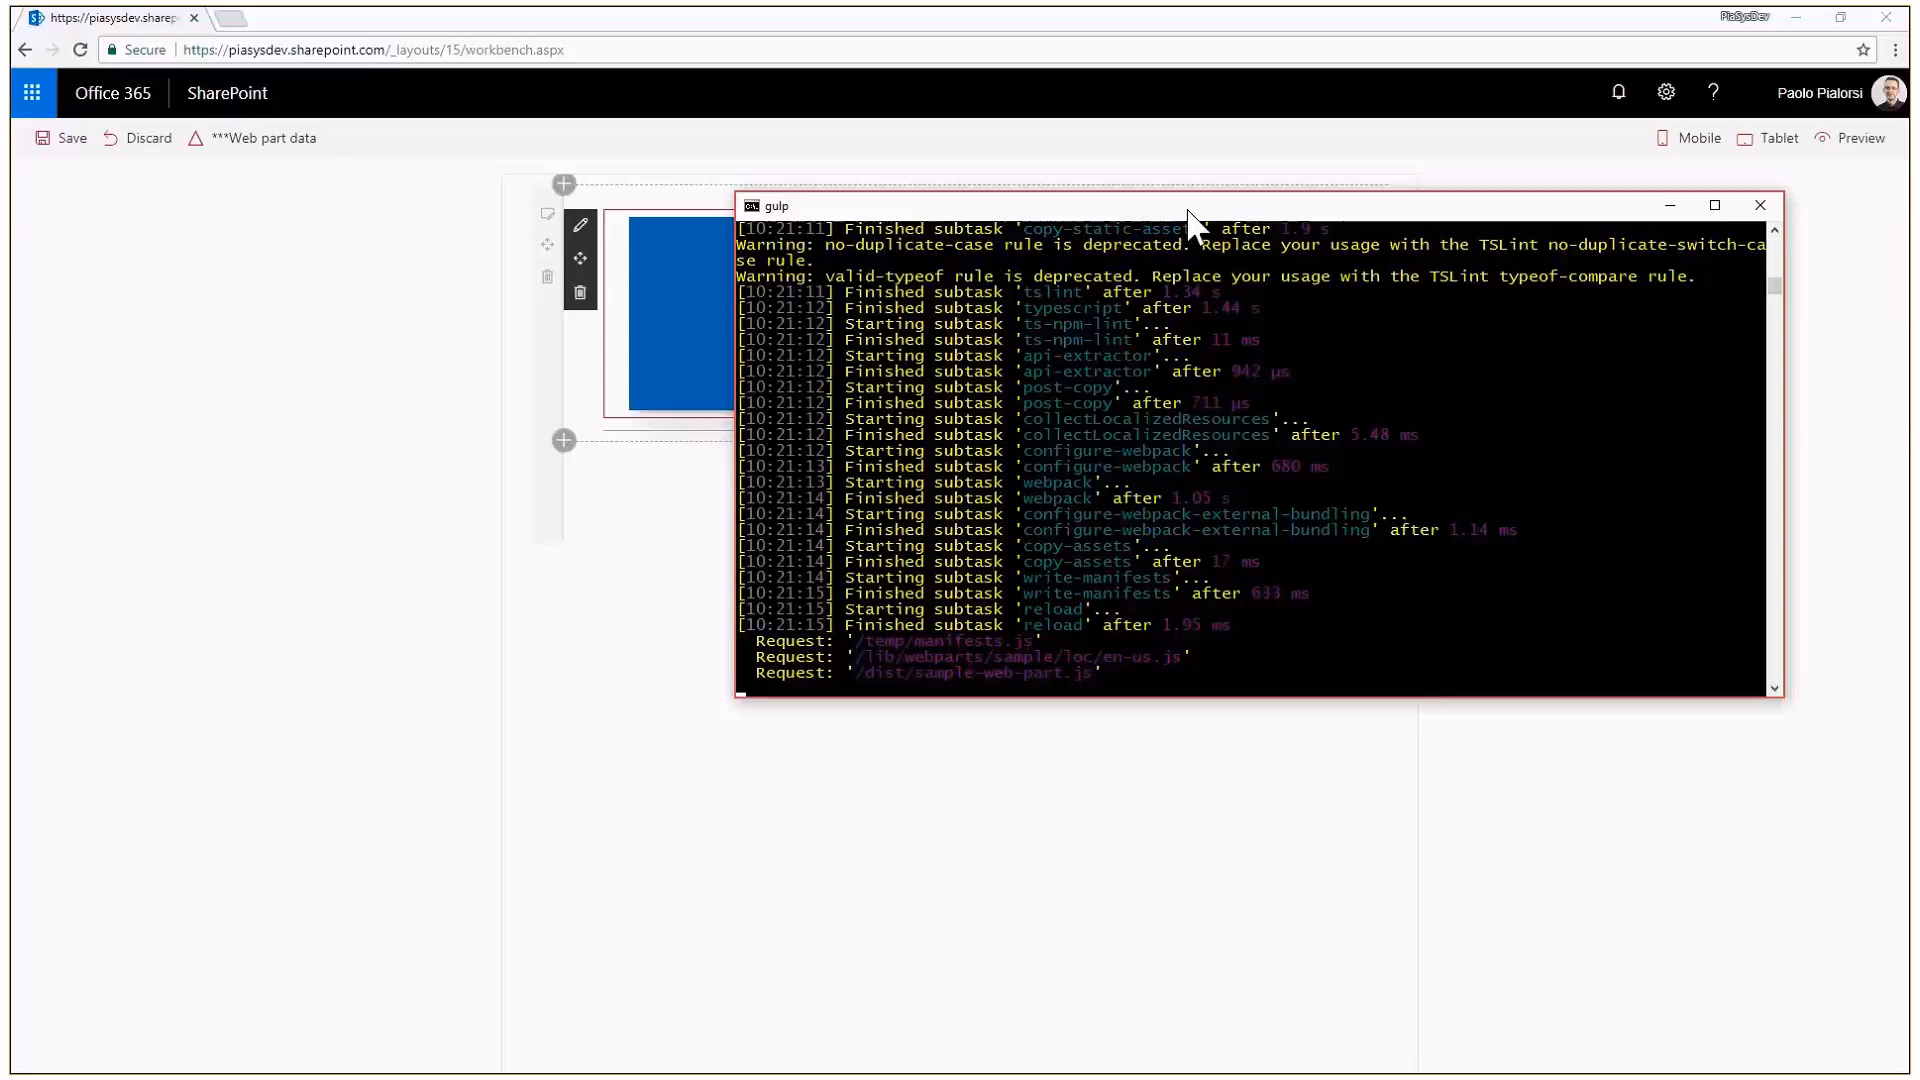 https://piasysdev.sharep
PiaSysDev
Secure
https://piasysdev.sharepoint.com/_layouts/15/workbench.aspx
Office 365
SharePoint
Paolo Pialorsi
Save
Discard
***Web part data
Mobile
Tablet
Preview
gulp
[10:21:11] Finished subtask 'copy-static-asset' after 1.9 s
Warning: no-duplicate-case rule is deprecated. Replace your usage with the TSLint no-duplicate-switch-ca
se rule.
Warning: valid-typeof rule is deprecated. Replace your usage with the TSLint typeof-compare rule.
[10:21:11] Finished subtask 'tslint' after 1.34 s
[10:21:12] Finished subtask 'typescript' after 1.44 s
[10:21:12] Starting subtask 'ts-npm-lint'...
[10:21:12] Finished subtask 'ts-npm-lint' after 11 ms
[10:21:12] Starting subtask 'api-extractor'...
[10:21:12] Finished subtask 'api-extractor' after 942 μs
[10:21:12] Starting subtask 'post-copy'...
[10:21:12] Finished subtask 'post-copy' after 711 μs
[10:21:12] Starting subtask 'collectLocalizedResources'...
[10:21:12] Finished subtask 'collectLocalizedResources' after 5.48 ms
[10:21:12] Starting subtask 'configure-webpack'...
[10:21:13] Finished subtask 'configure-webpack' after 680 ms
[10:21:13] Starting subtask 'webpack'...
[10:21:14] Finished subtask 'webpack' after 1.05 s
[10:21:14] Starting subtask 'configure-webpack-external-bundling'...
[10:21:14] Finished subtask 'configure-webpack-external-bundling' after 1.14 ms
[10:21:14] Starting subtask 'copy-assets'...
[10:21:14] Finished subtask 'copy-assets' after 17 ms
[10:21:14] Starting subtask 'write-manifests'...
[10:21:15] Finished subtask 'write-manifests' after 633 ms
[10:21:15] Starting subtask 'reload'...
[10:21:15] Finished subtask 'reload' after 1.95 ms
Request: '/temp/manifests.js'
Request: '/lib/webparts/sample/loc/en-us.js'
Request: '/dist/sample-web-part.js'